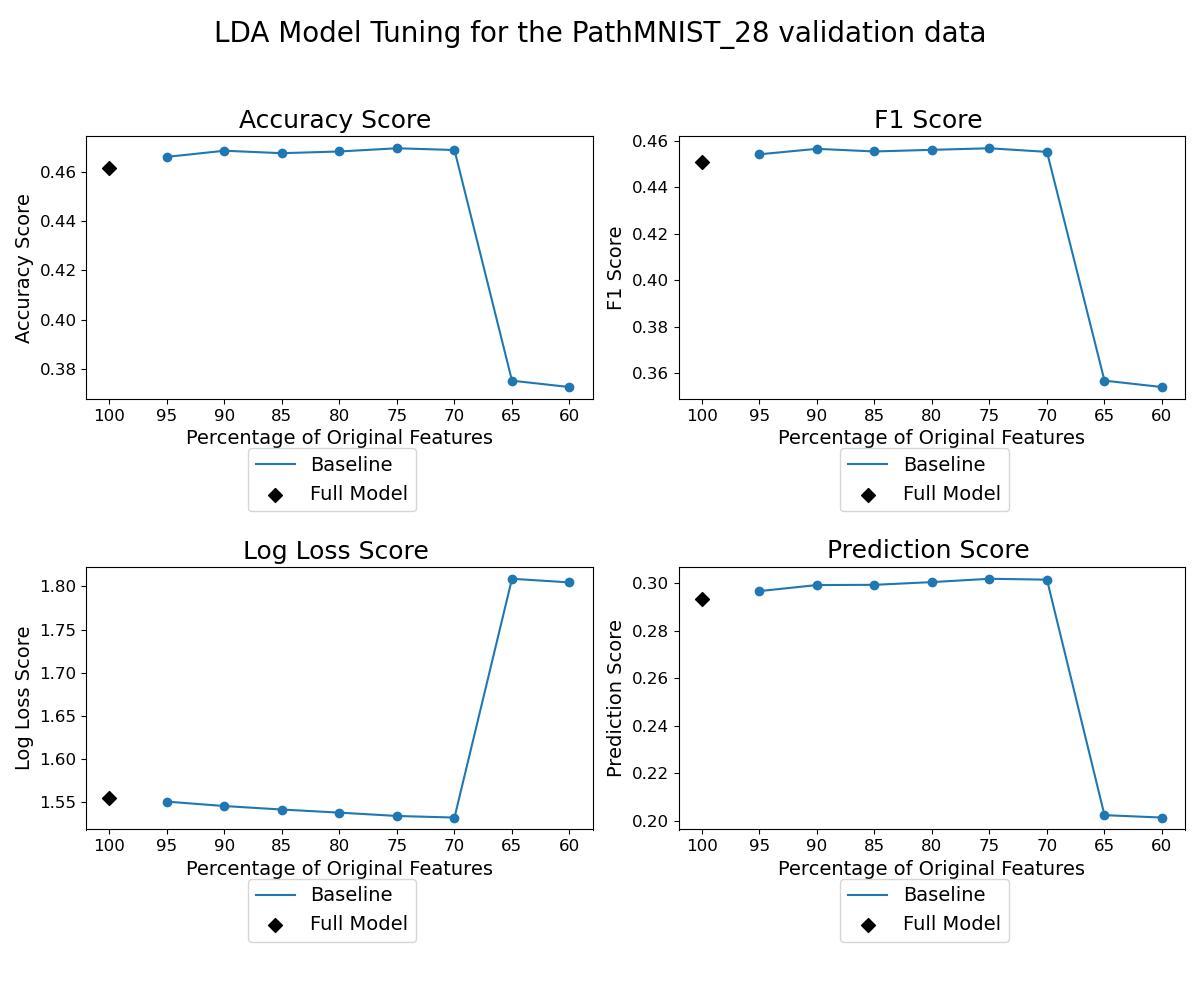 LDA Model Tuning for the PathMNIST_28 validation data
Accuracy Score
Accuracy Score
0.46
0.44
0.42
0.40
0.38
100 95 90 85 80 75 70 65 60
Percentage of Original Features
Baseline
Full Model
F1 Score
F1 Score
0.46
0.44
0.42
0.40
0.38
0.36
100 95 90 85 80 75 70 65 60
Percentage of Original Features
Baseline
Full Model
Log Loss Score
Log Loss Score
1.80
1.75
1.70
1.65
1.60
1.55
100 95 90 85 80 75 70 65 60
Percentage of Original Features
Baseline
Full Model
Prediction Score
Prediction Score
0.30
0.28
0.26
0.24
0.22
0.20
100 95 90 85 80 75 70 65 60
Percentage of Original Features
Baseline
Full Model